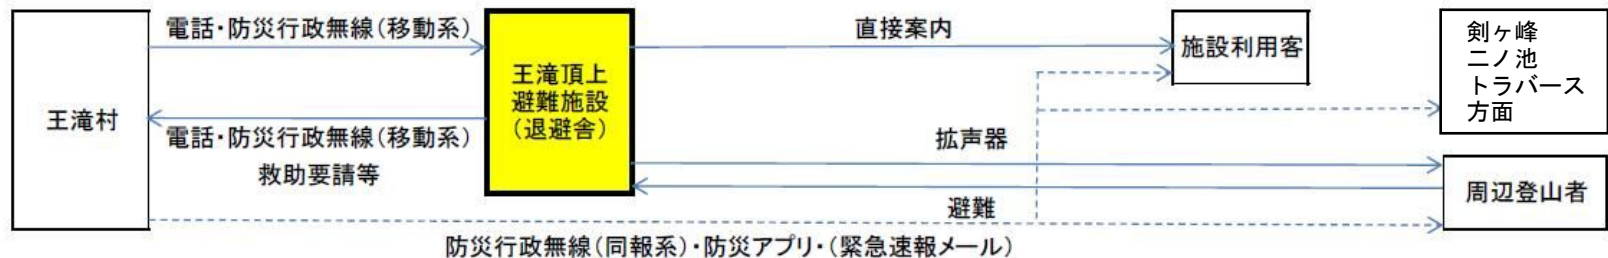 電話・防災行政無線(移動系)
直接案内
施設利用客
剣ヶ峰
二ノ池
トラバース
方面
王滝村
王滝頂上
避難施設
(退避舎)
電話・防災行政無線(移動系)
救助要請等
拡声器
周辺登山者
避難
防災行政無線(同報系)・防災アプリ・(緊急速報メール)